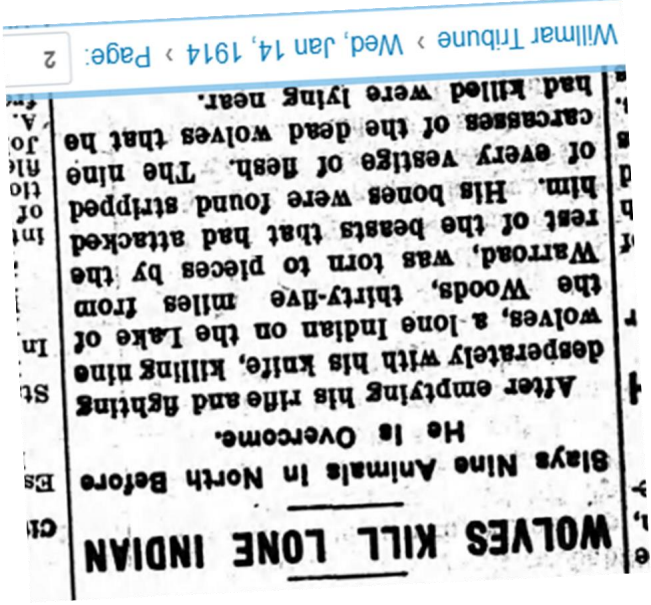 WOLVES KILL LONE INDIAN
Slays Nine Animals in North Before
He Is Overcome.
After emptying his rifle and fighting
desperately with his knife, killing nine
wolves, a lone Indian on the Lake of
the Woods, thirty-five miles from
Warroad, was torn to pieces by the
rest of the beasts that had attacked
him. His bones were found stripped
of every vestige of flesh. The nine
carcasses of the dead wolves that he
had killed were lying near.
Willmar Tribune › Wed, Jan 14, 1914 › Page: 2